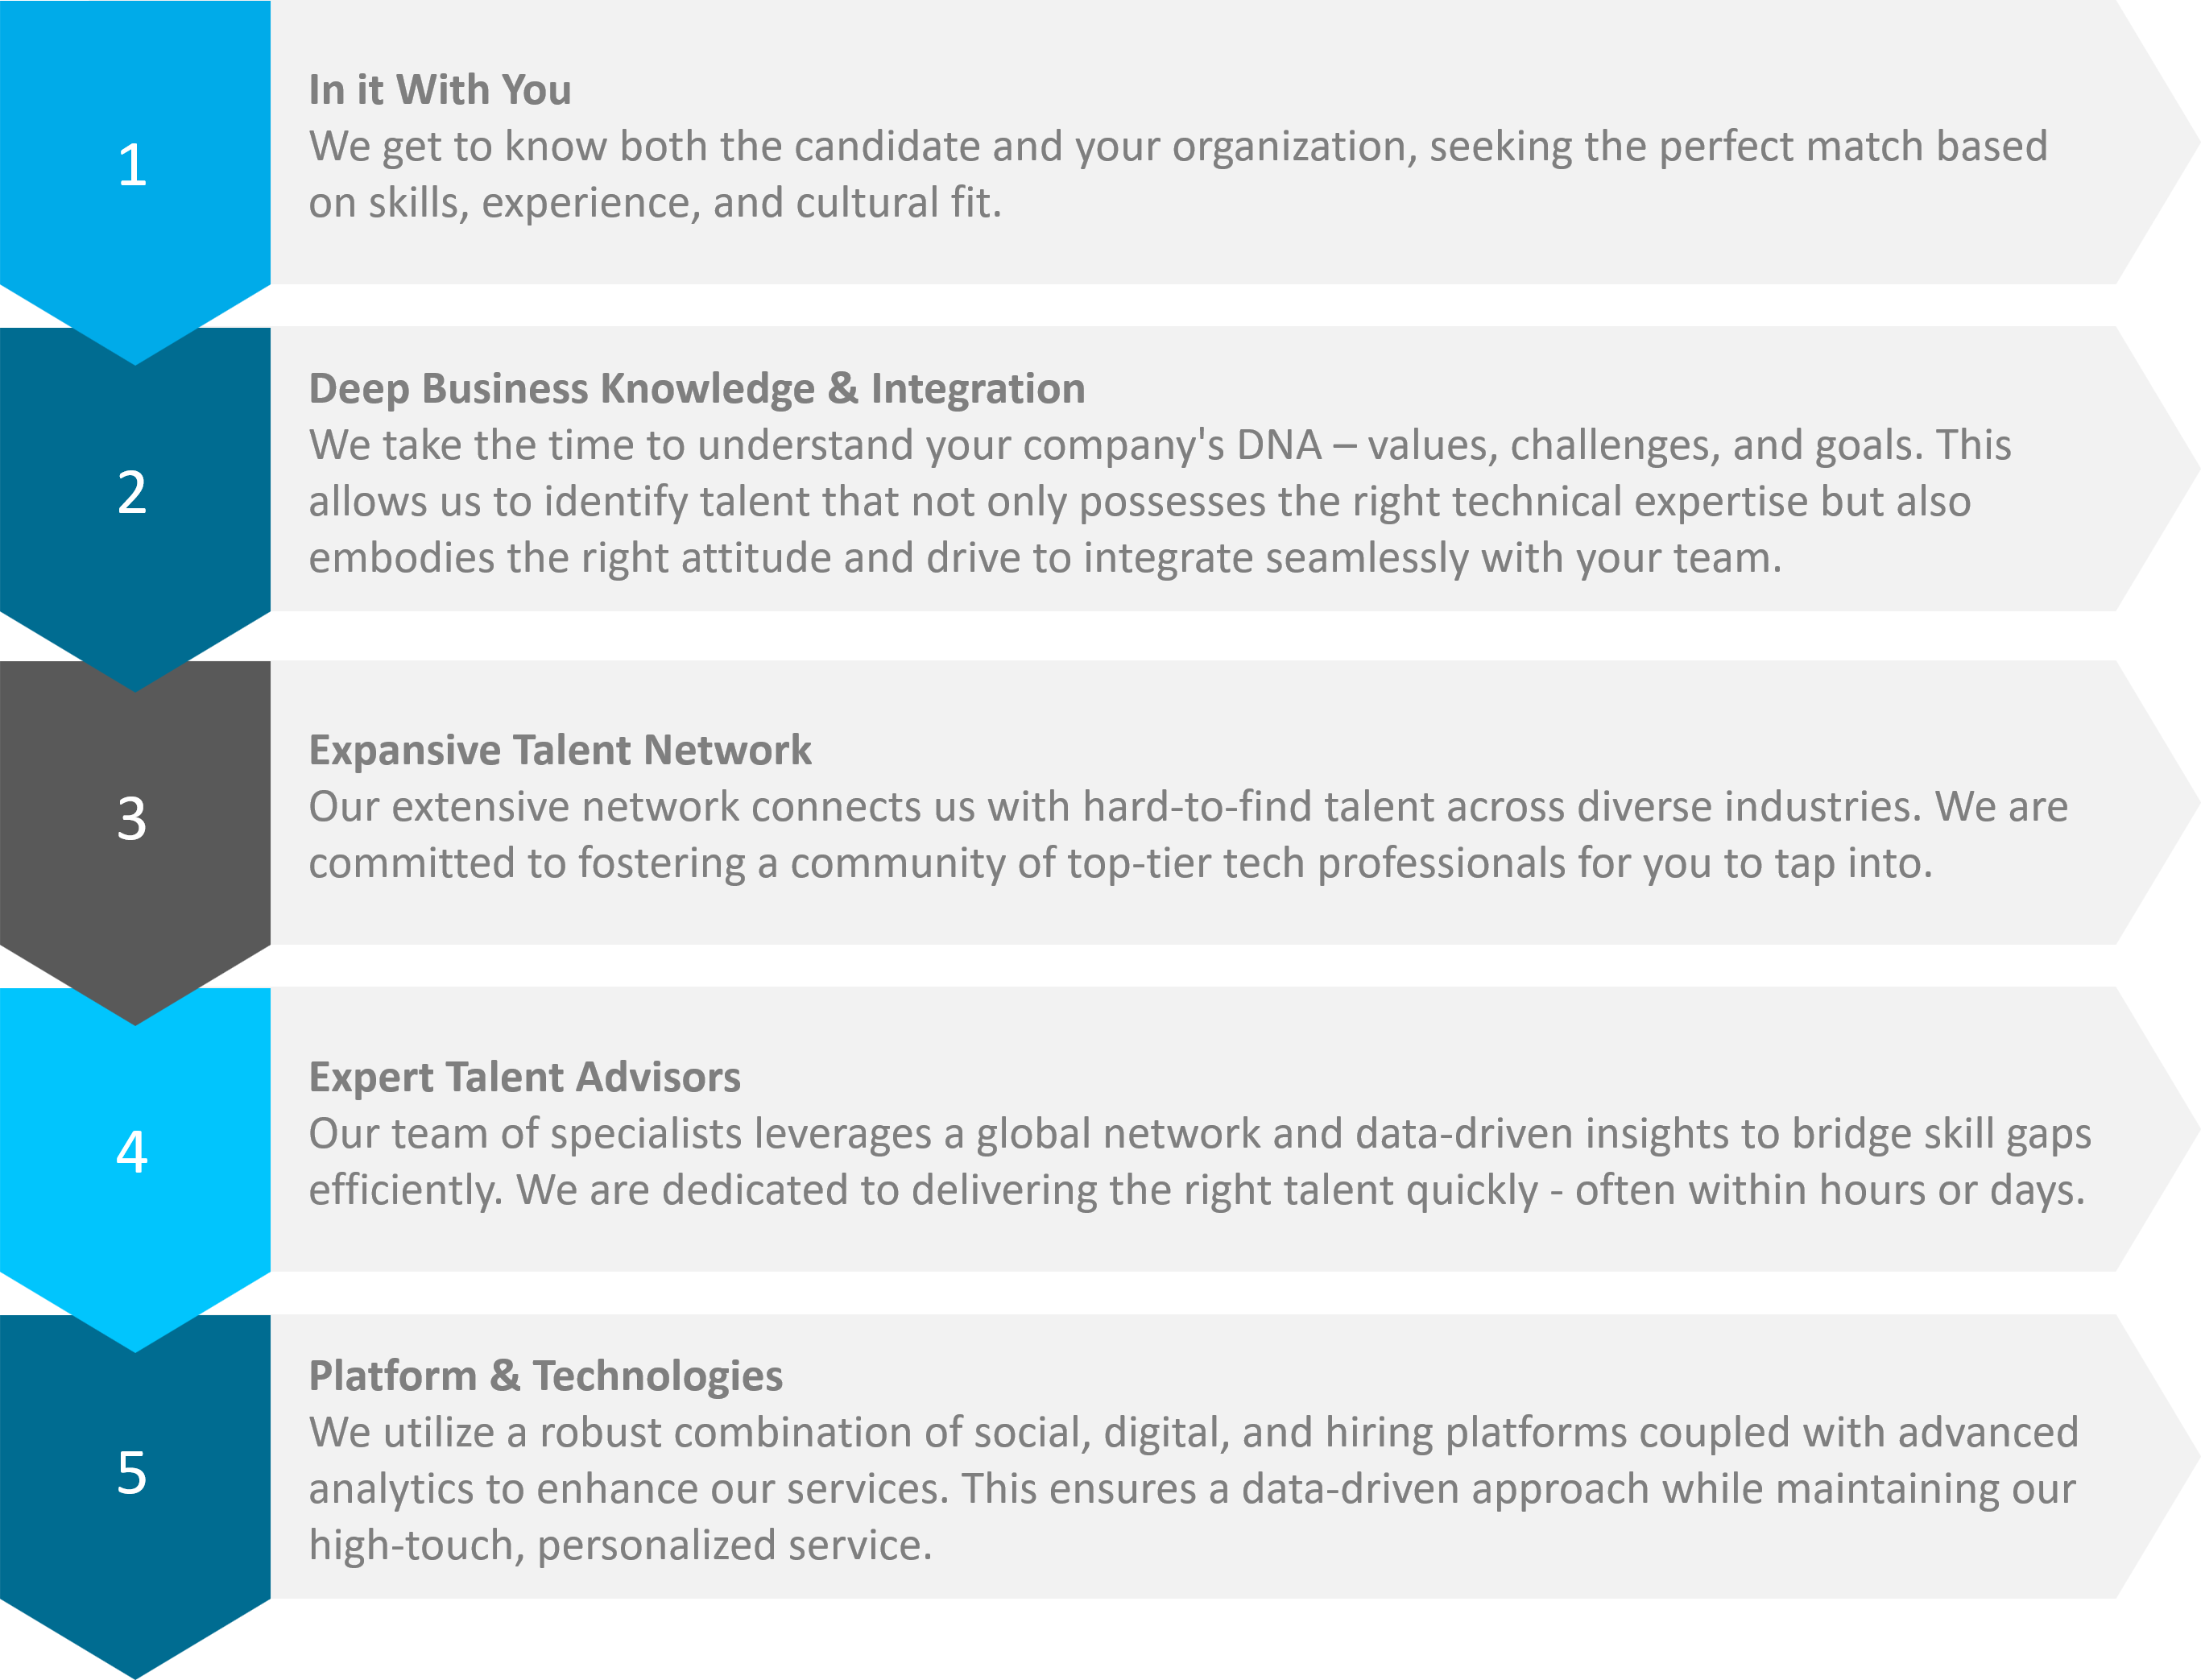 1
In it With You
We get to know both the candidate and your organization, seeking the perfect match based
on skills, experience, and cultural fit.
2
Deep Business Knowledge & Integration
We take the time to understand your company's DNA – values, challenges, and goals. This
allows us to identify talent that not only possesses the right technical expertise but also
embodies the right attitude and drive to integrate seamlessly with your team.
3
Expansive Talent Network
Our extensive network connects us with hard-to-find talent across diverse industries. We are
committed to fostering a community of top-tier tech professionals for you to tap into.
4
Expert Talent Advisors
Our team of specialists leverages a global network and data-driven insights to bridge skill gaps
efficiently. We are dedicated to delivering the right talent quickly - often within hours or days.
5
Platform & Technologies
We utilize a robust combination of social, digital, and hiring platforms coupled with advanced
analytics to enhance our services. This ensures a data-driven approach while maintaining our
high-touch, personalized service.